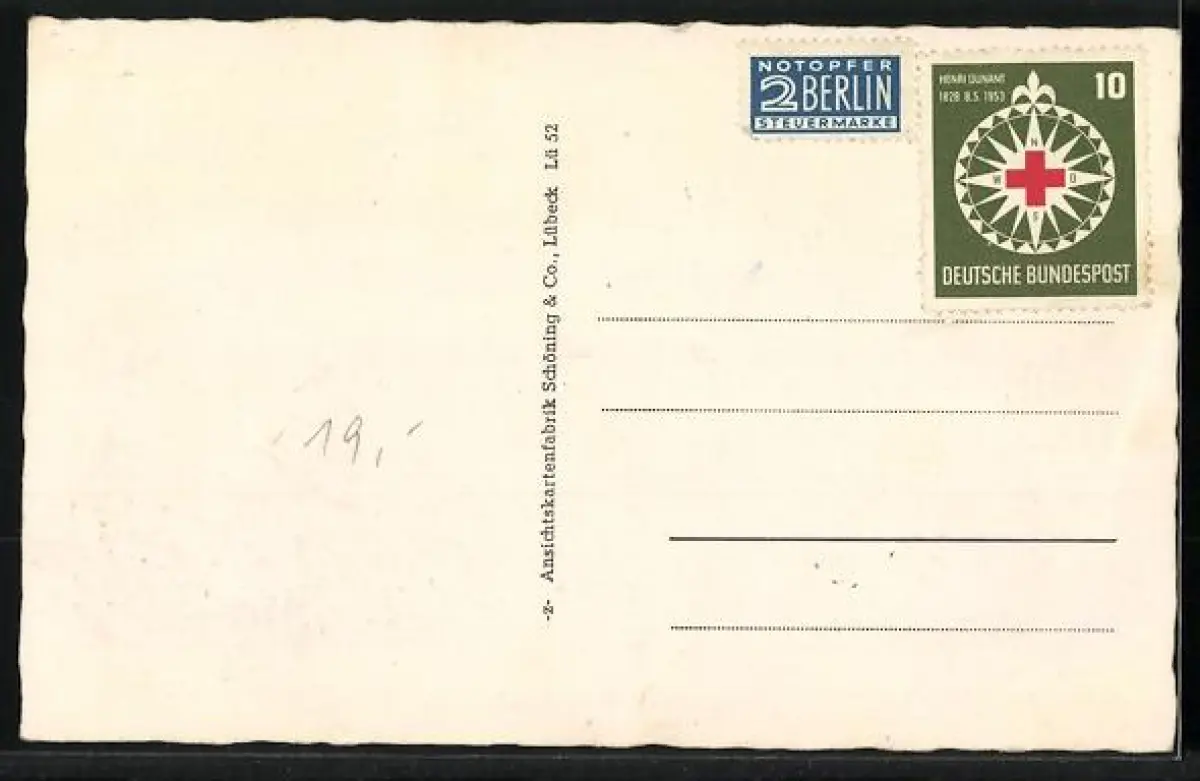 NOTOPFER
2 BERLIN
STEUERMARKE
HENRI DUNANT
1828 8.5. 1953
10
N
W O
S
DEUTSCHE BUNDESPOST
-z- Ansichtskartenfabrik Schöning & Co., Lübeck Lü 52
19,-